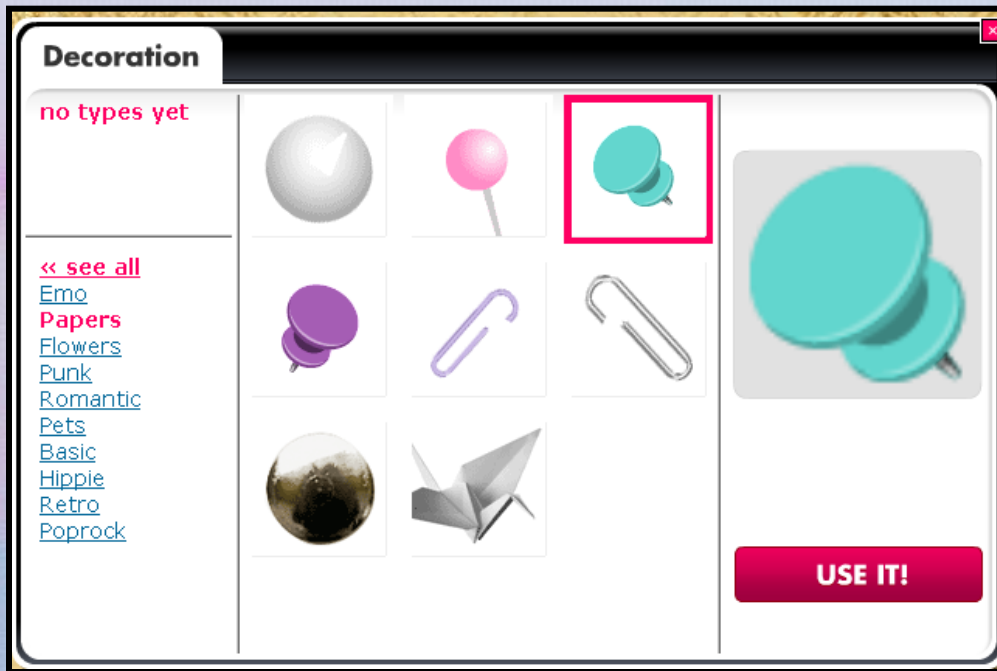 Decoration
no types yet
<< see all
Emo
Papers
Flowers
Punk
Romantic
Pets
Basic
Hippie
Retro
Poprock
USE IT!